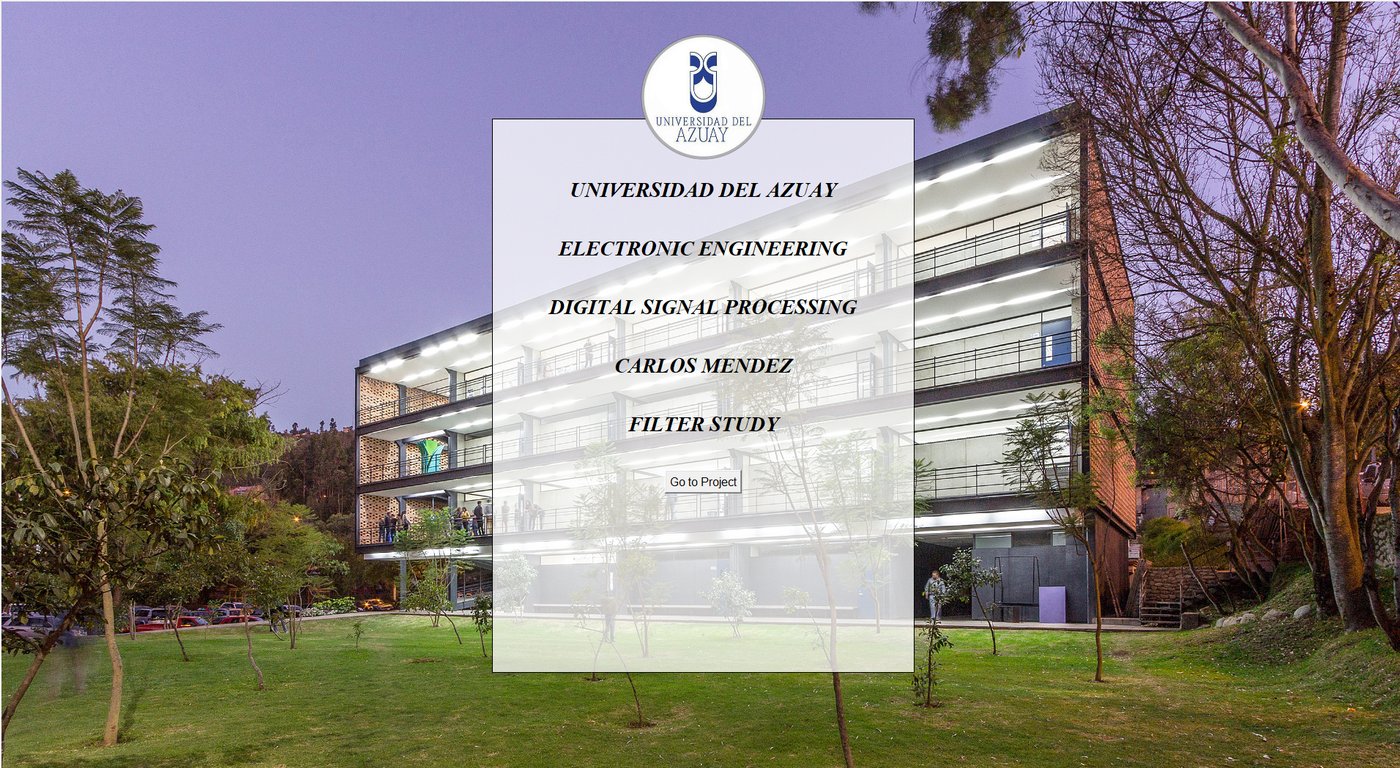 UNIVERSIDAD DEL
AZUAY
UNIVERSIDAD DEL AZUAY
ELECTRONIC ENGINEERING
DIGITAL SIGNAL PROCESSING
CARLOS MENDEZ
FILTER STUDY
Go to Project